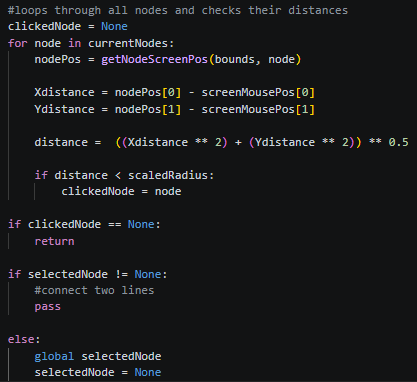 #loops through all nodes and checks their distances
clickedNode = None
for node in currentNodes:
    nodePos = getNodeScreenPos(bounds, node)

    Xdistance = nodePos[0] - screenMousePos[0]
    Ydistance = nodePos[1] - screenMousePos[1]

    distance =  ((Xdistance ** 2) + (Ydistance ** 2)) ** 0.5

    if distance < scaledRadius:
        clickedNode = node

if clickedNode == None:
    return

if selectedNode != None:
    #connect two lines
    pass

else:
    global selectedNode
    selectedNode = None